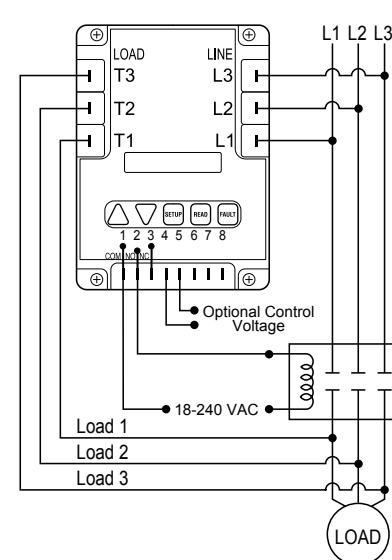 L1 L2 L3
LOAD LINE
T3 L3
T2 L2
T1 L1
SETUP READ FAULT
1 2 3 4 5 6 7 8
COM NO NC
Optional Control
Voltage
18-240 VAC
Load 1
Load 2
Load 3
LOAD